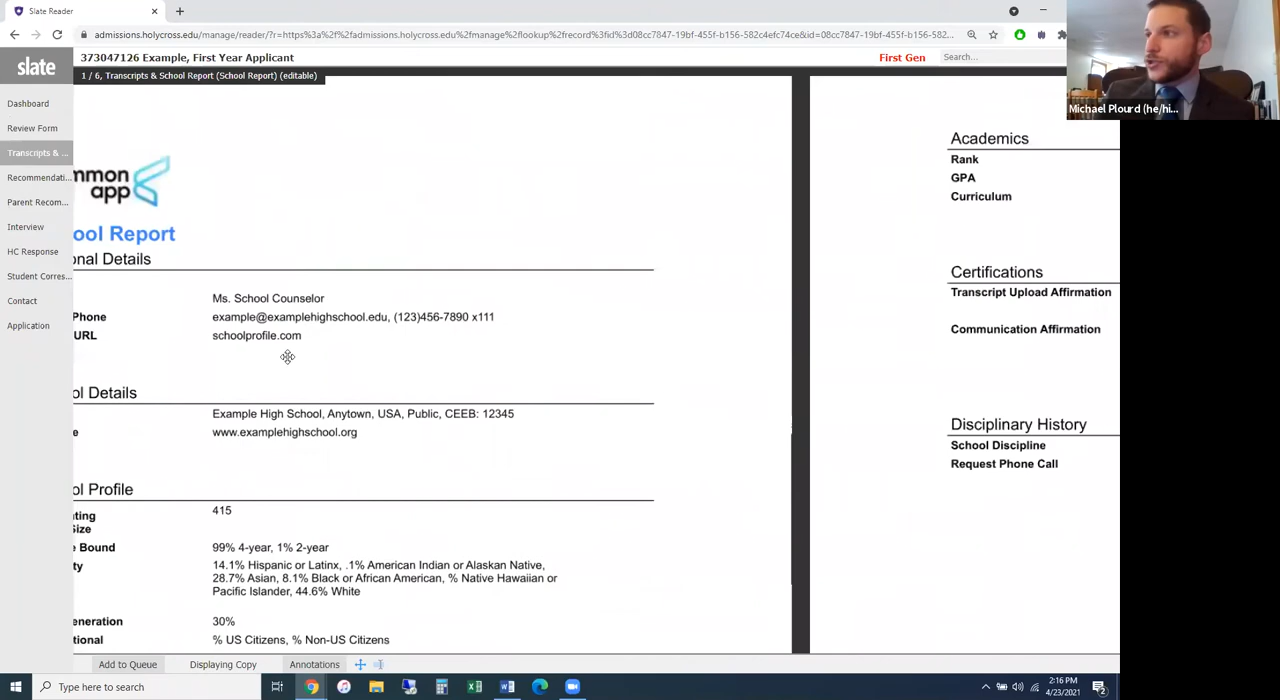 Slate Reader
admissions.holycross.edu/manage/reader/?r=https%3a%2f%2fadmissions.holycross.edu%2fmanage%2flookup%2frecord%3fid%3d08cc7847-19bf-455f-b156-582c4efc74ce&id=08cc7847-19bf-455f-b156-582...
slate
373047126 Example, First Year Applicant
First Gen
Search...
1 / 6, Transcripts & School Report (School Report) (editable)
Michael Plourd (he/hi...
Dashboard
Review Form
Transcripts & ...
Recommendati...
Parent Recom...
Interview
HC Response
Student Corres...
Contact
Application
mmon
app
ool Report
onal Details
Ms. School Counselor
Phone example@examplehighschool.edu, (123)456-7890 x111
URL schoolprofile.com
ol Details
Example High School, Anytown, USA, Public, CEEB: 12345
e www.examplehighschool.org
ol Profile
ating 415
Size
e Bound 99% 4-year, 1% 2-year
ty 14.1% Hispanic or Latinx, .1% American Indian or Alaskan Native,
28.7% Asian, 8.1% Black or African American, % Native Hawaiian or
Pacific Islander, 44.6% White
eneration 30%
tional % US Citizens, % Non-US Citizens
Academics
Rank
GPA
Curriculum
Certifications
Transcript Upload Affirmation
Communication Affirmation
Disciplinary History
School Discipline
Request Phone Call
Add to Queue Displaying Copy Annotations
Type here to search
2:16 PM
4/23/2021
2